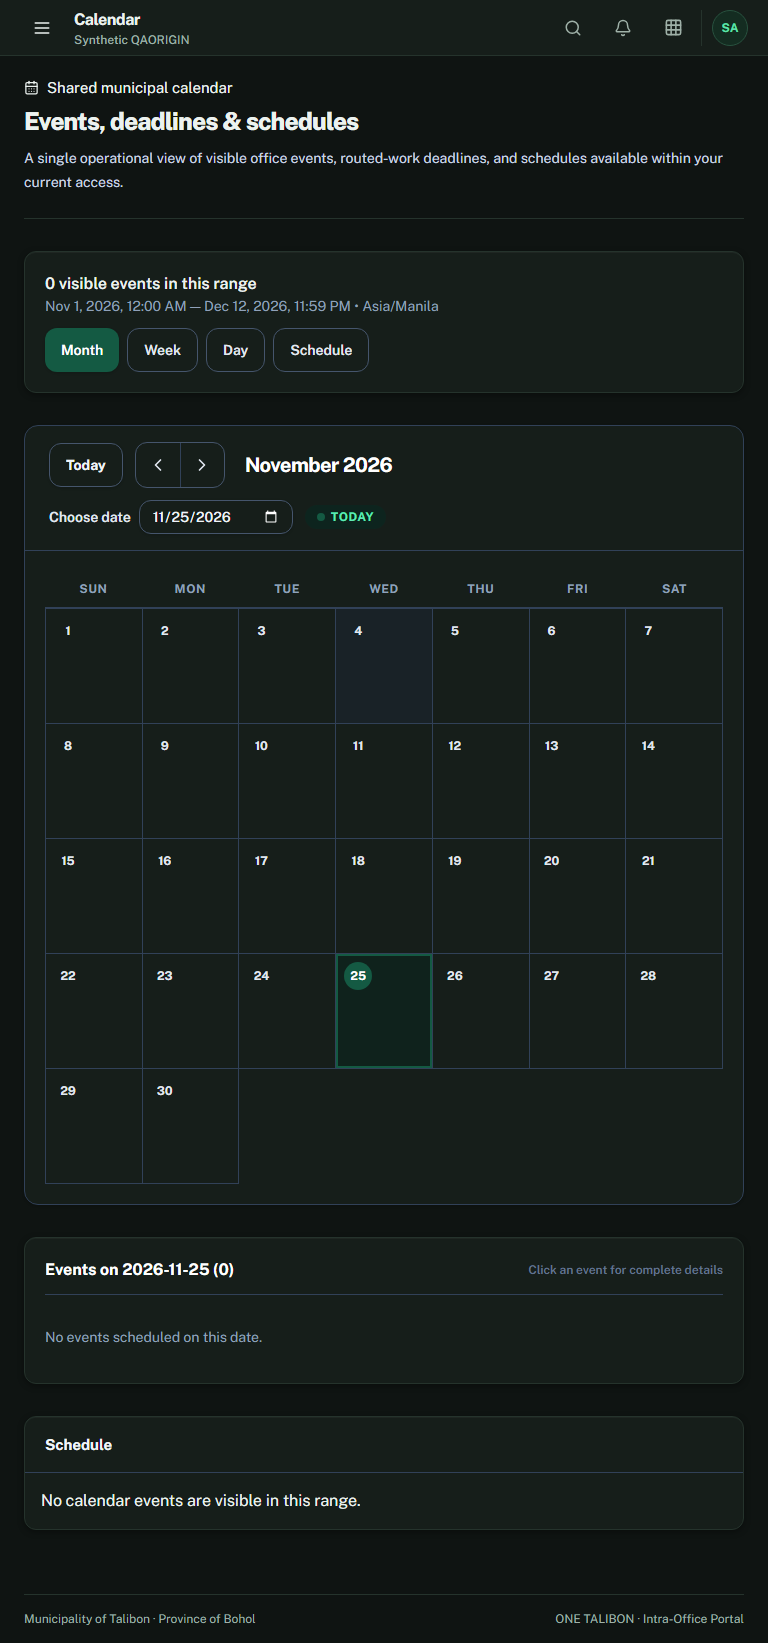 Calendar
Synthetic QAORIGIN
SA
Shared municipal calendar
Events, deadlines & schedules
A single operational view of visible office events, routed-work deadlines, and schedules available within your
current access.
0 visible events in this range
Nov 1, 2026, 12:00 AM — Dec 12, 2026, 11:59 PM • Asia/Manila
Month Week Day Schedule
Today November 2026
Choose date 11/25/2026 TODAY
SUN MON TUE WED THU FRI SAT
1 2 3 4 5 6 7
8 9 10 11 12 13 14
15 16 17 18 19 20 21
22 23 24 25 26 27 28
29 30
Events on 2026-11-25 (0) Click an event for complete details
No events scheduled on this date.
Schedule
No calendar events are visible in this range.
Municipality of Talibon · Province of Bohol ONE TALIBON · Intra-Office Portal